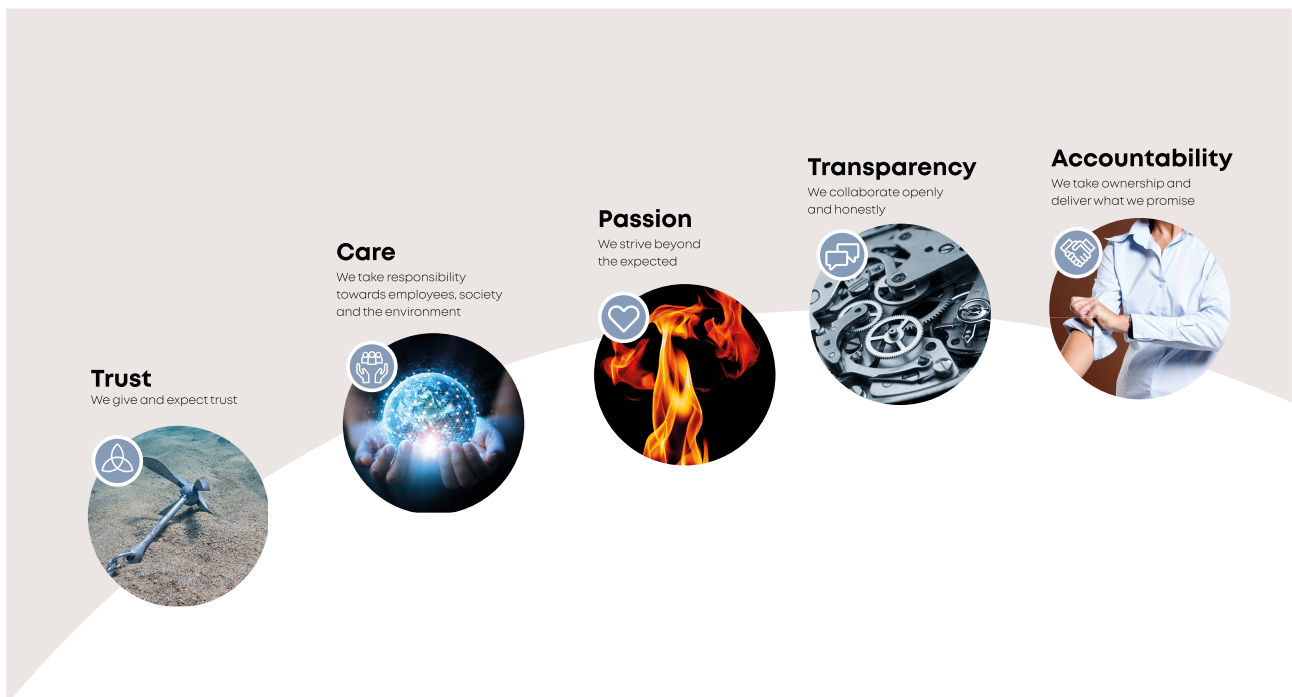 Trust
We give and expect trust
Care
We take responsibility
towards employees, society
and the environment
Passion
We strive beyond
the expected
Transparency
We collaborate openly
and honestly
Accountability
We take ownership and
deliver what we promise